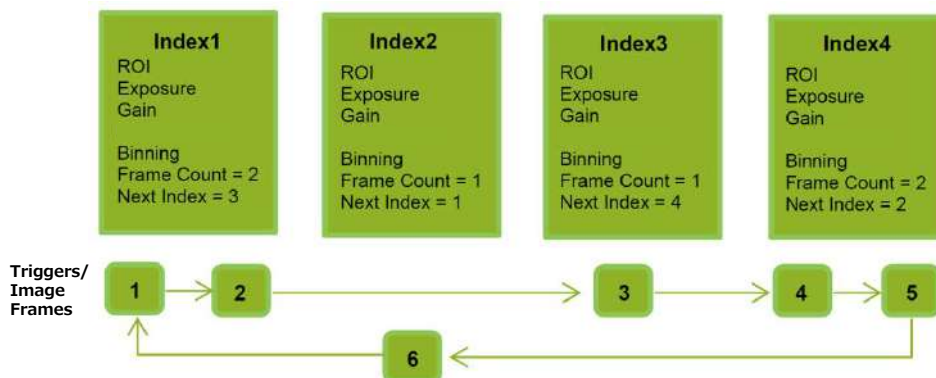 Index1
ROI
Exposure
Gain
Binning
Frame Count = 2
Next Index = 3
Index2
ROI
Exposure
Gain
Binning
Frame Count = 1
Next Index = 1
Index3
ROI
Exposure
Gain
Binning
Frame Count = 1
Next Index = 4
Index4
ROI
Exposure
Gain
Binning
Frame Count = 2
Next Index = 2
Triggers/
Image
Frames
1
2
3
4
5
6